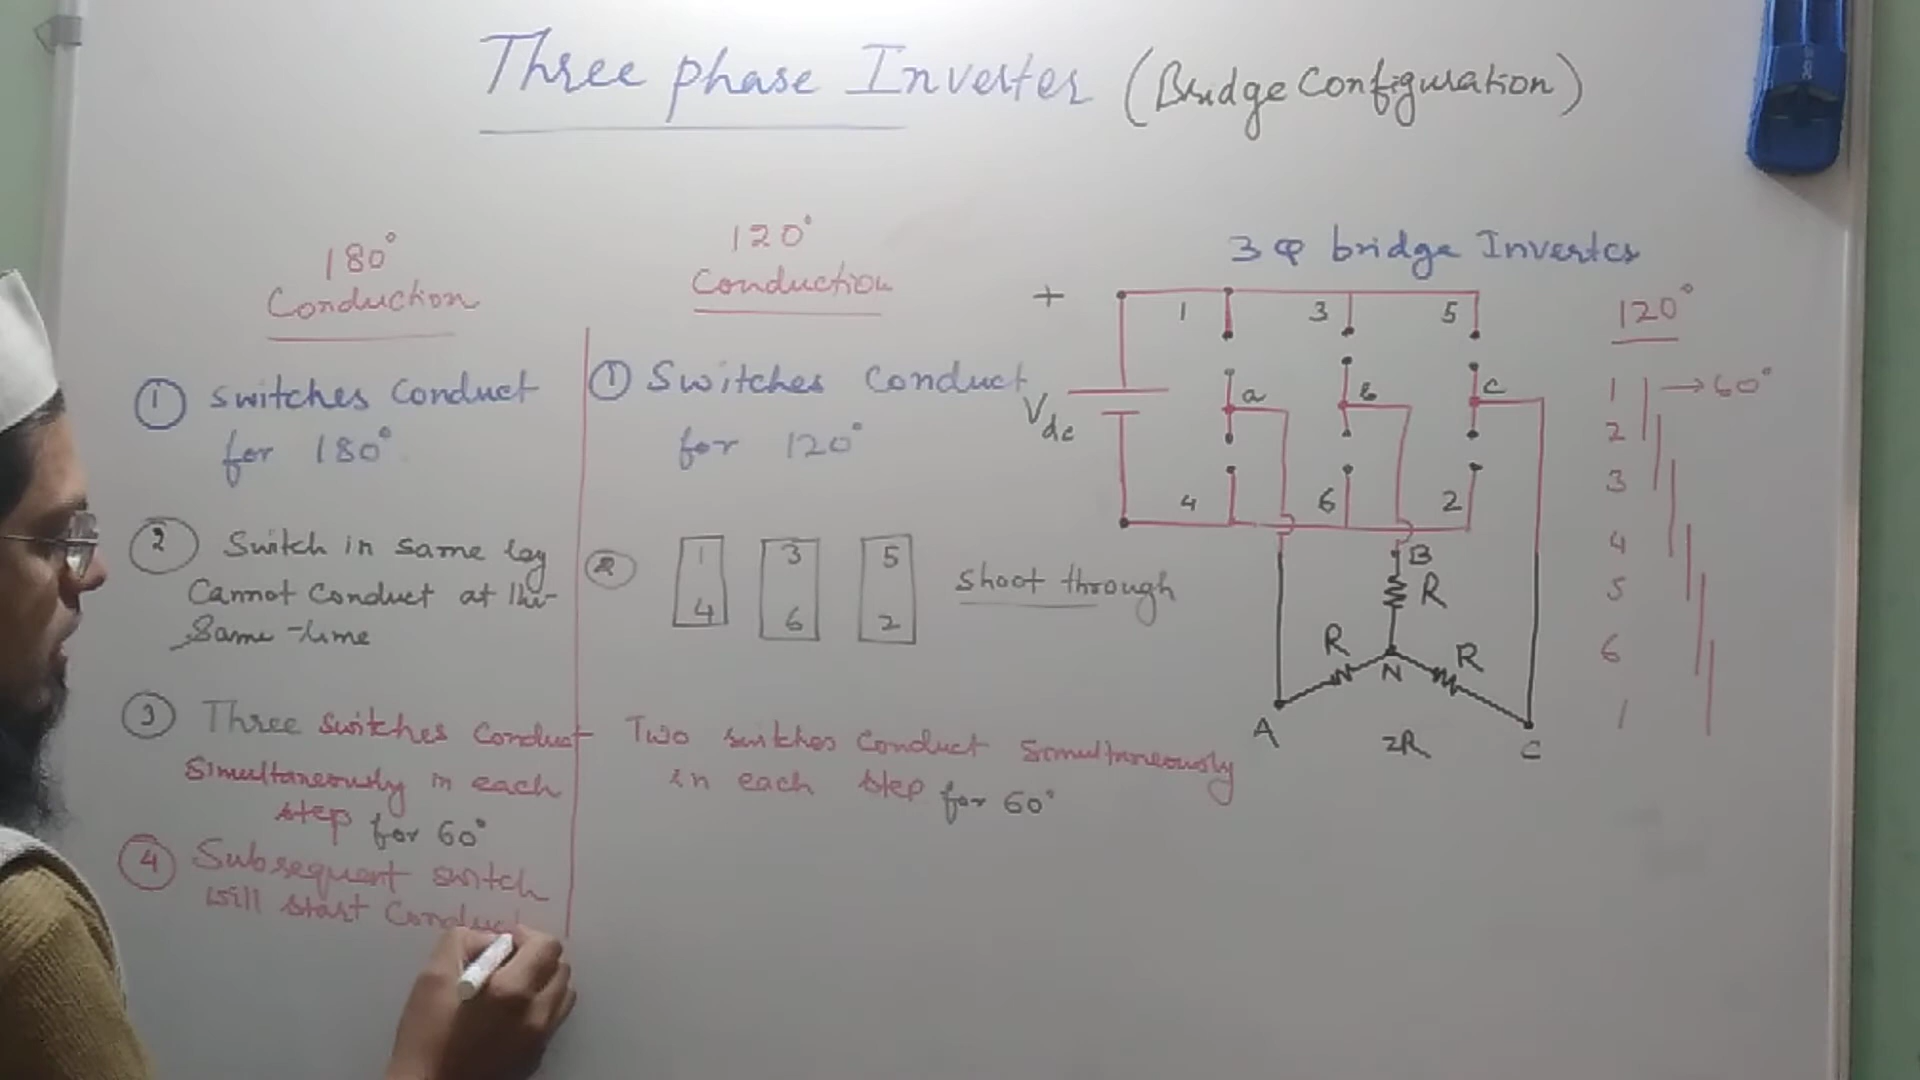 Three phase Inverter (Bridge Configuration)
180°
Conduction
① Switches Conduct
for 180°
② Switch in same leg
Cannot Conduct at the
Same time
③ Three switches Conduct
Simultaneously in each
step for 60°
④ Subsequent switch
will start Conduct
120°
Conduction
① Switches Conduct
for 120°
② 1 3 5 Shoot through
4 6 2
Two switches Conduct Simultaneously
in each step for 60°
3 φ bridge Inverter
+ 1 3 5
a b c
Vdc
4 6 2
B
R
R N R
A 2R C
120°
1 → 60°
2
3
4
5
6
1